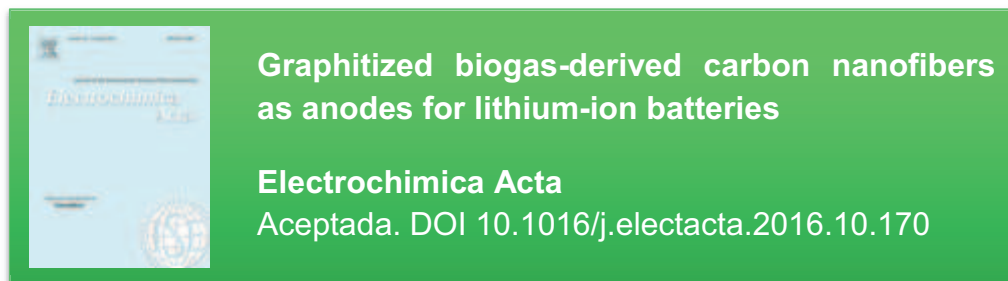 Electrochimica
Acta
Graphitized biogas-derived carbon nanofibers
as anodes for lithium-ion batteries
Electrochimica Acta
Aceptada. DOI 10.1016/j.electacta.2016.10.170